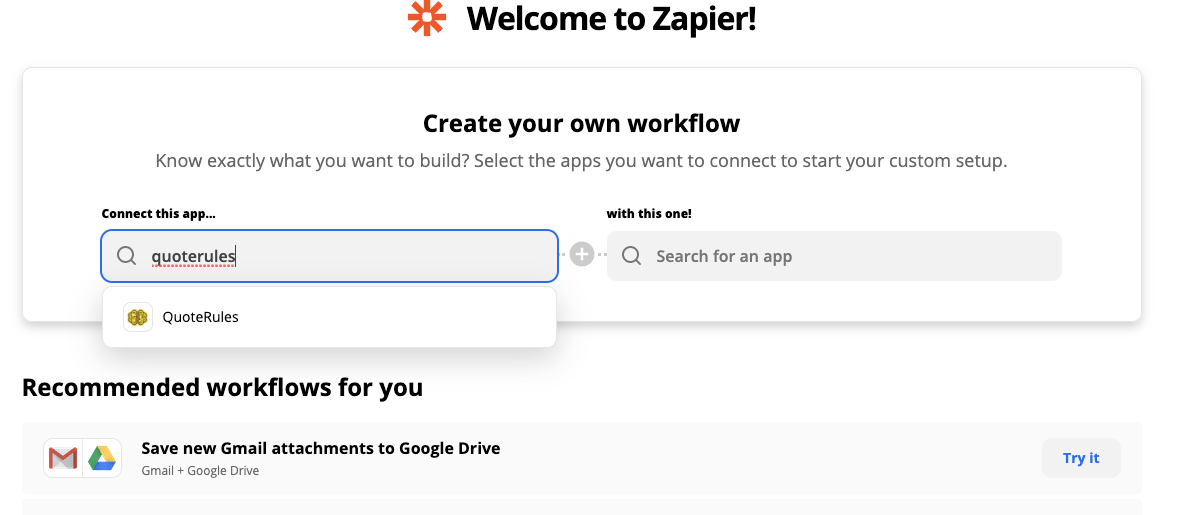 Welcome to Zapier!
Create your own workflow
Know exactly what you want to build? Select the apps you want to connect to start your custom setup.
Connect this app...
with this one!
quoterules
Search for an app
QuoteRules
Recommended workflows for you
Save new Gmail attachments to Google Drive
Gmail + Google Drive
Try it